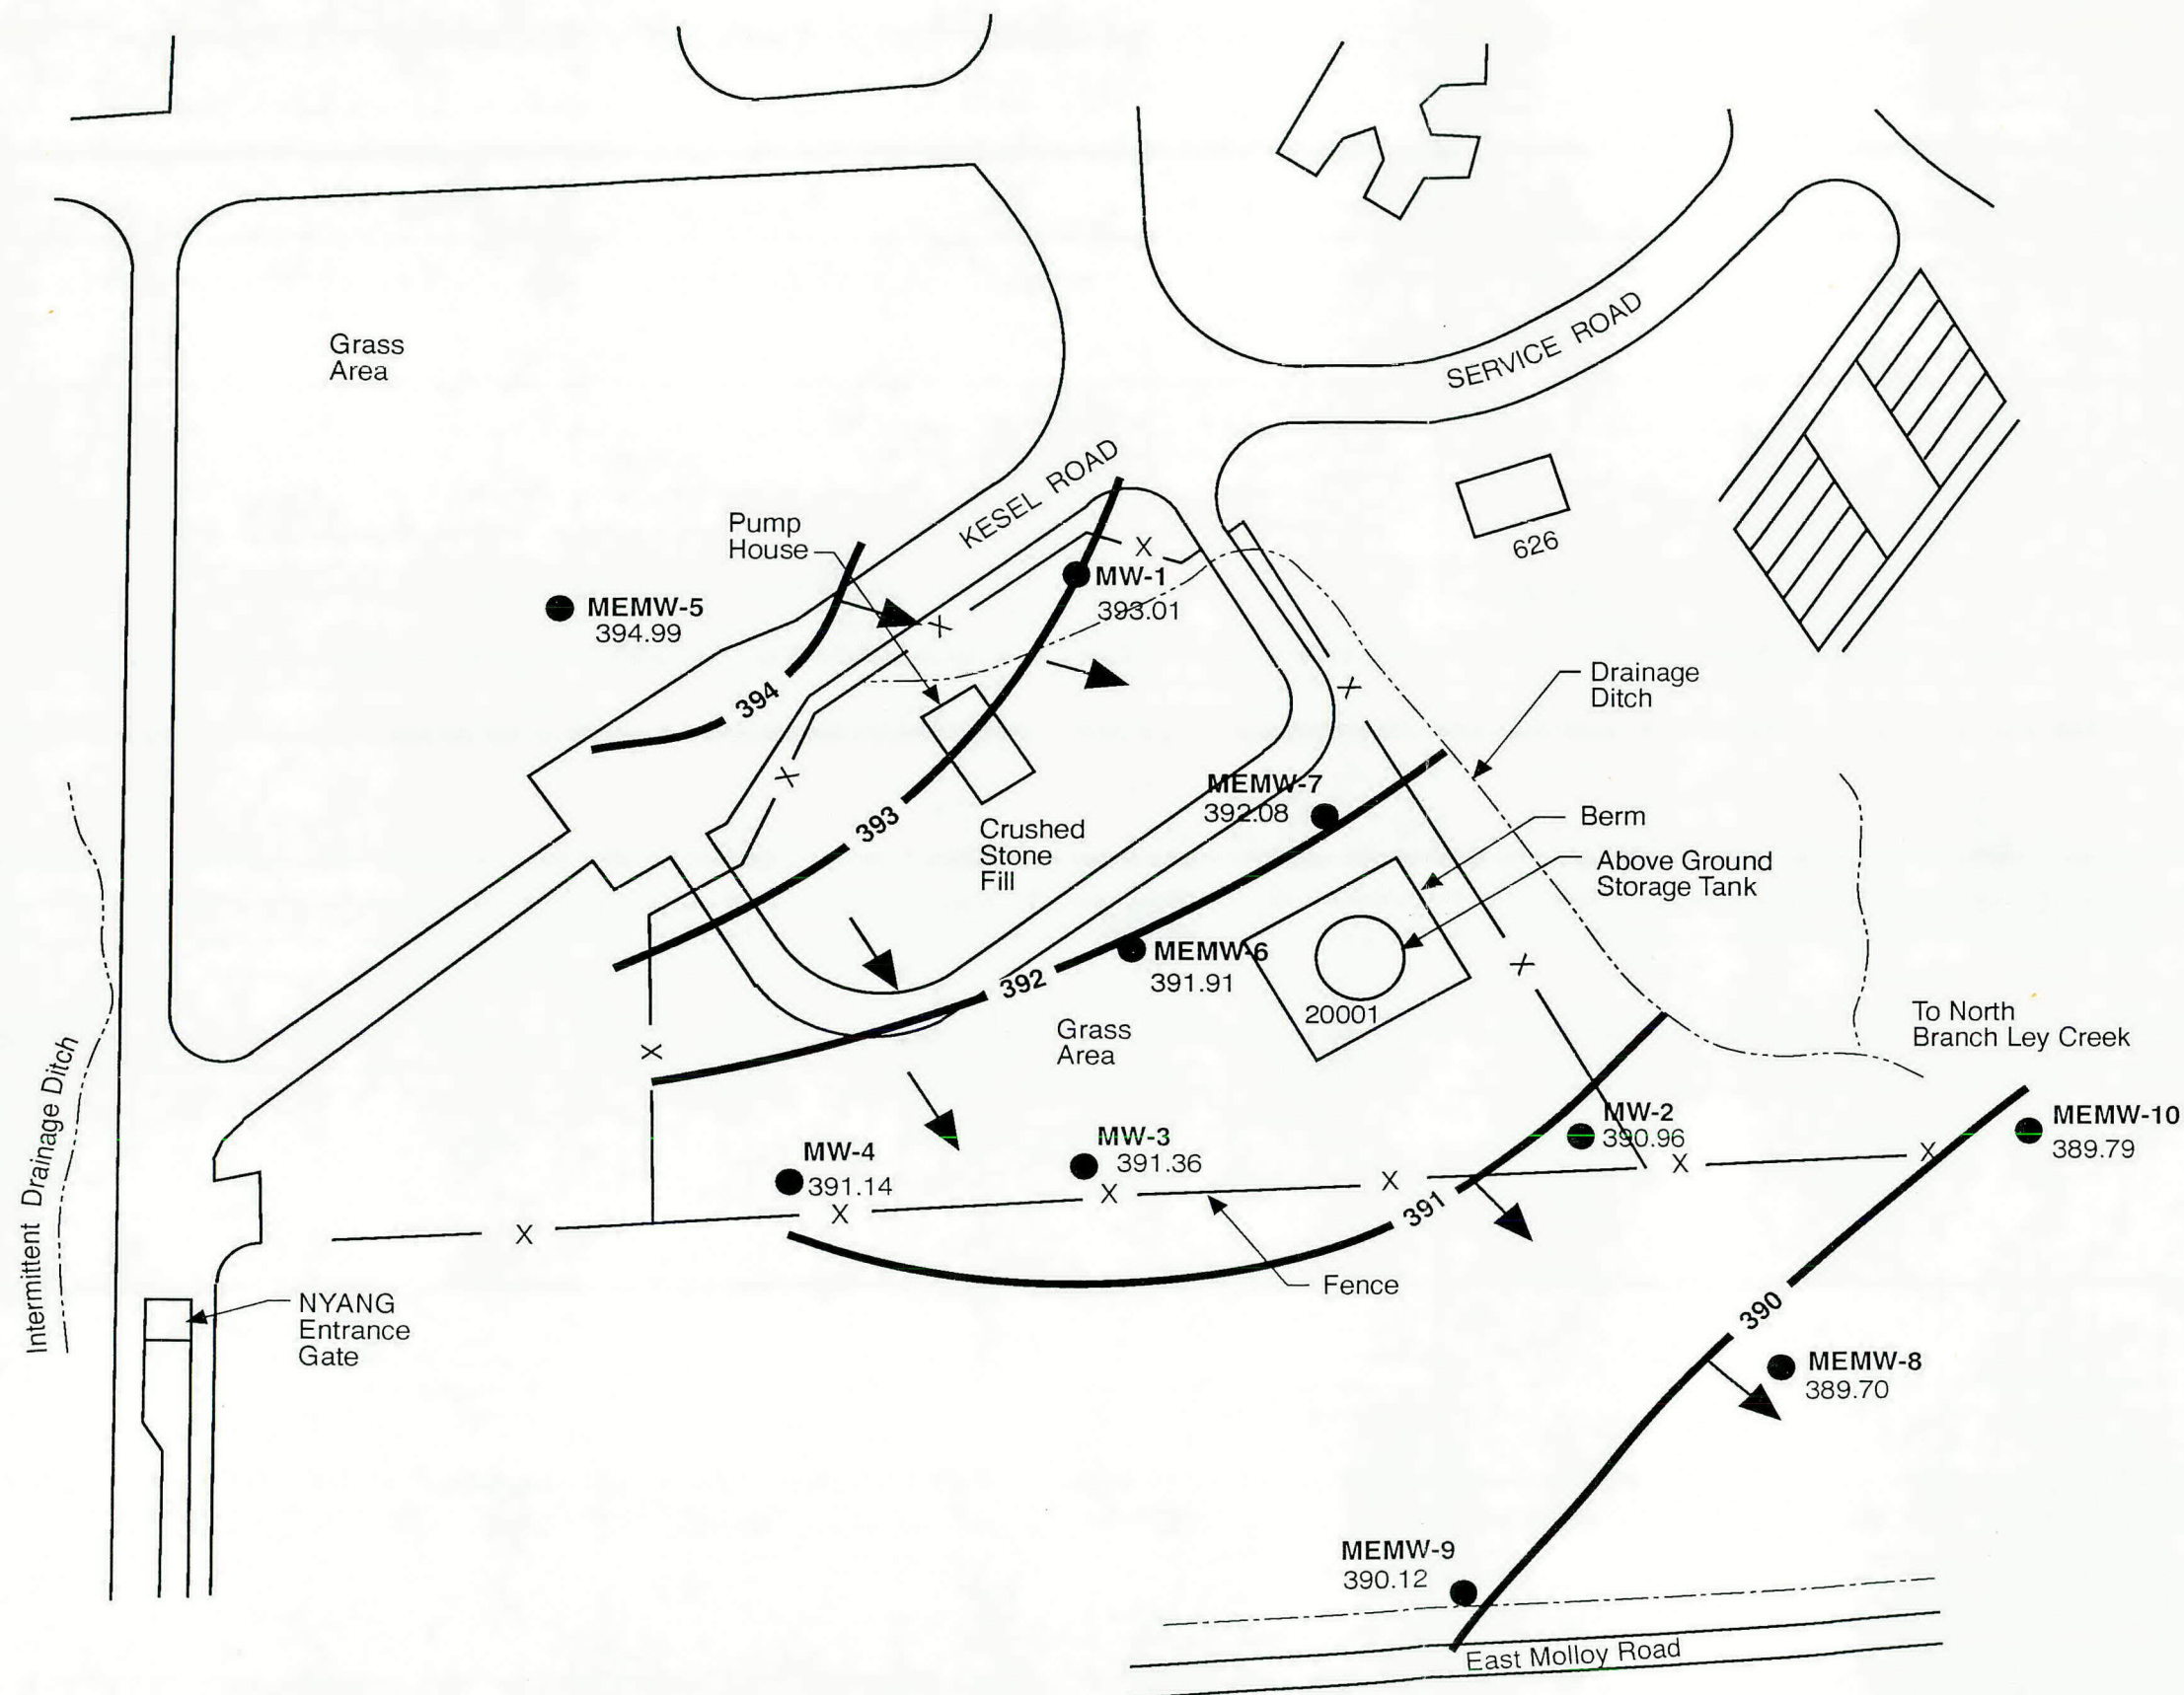 Grass
Area
SERVICE ROAD
KESEL ROAD
Pump
House
626
X
MW-1
393.01
MEMW-5
394.99
X
Drainage
Ditch
X
394
X
MEMW-7
392.08
393
Berm
Crushed
Stone
Fill
Above Ground
Storage Tank
MEMW-6
391.91
X
392
20001
To North
Branch Ley Creek
Grass
Area
X
Intermittent Drainage Ditch
MW-2
390.96
MEMW-10
389.79
MW-3
391.36
MW-4
391.14
X
X
X
X
X
X
391
Fence
NYANG
Entrance
Gate
390
MEMW-8
389.70
MEMW-9
390.12
East Molloy Road